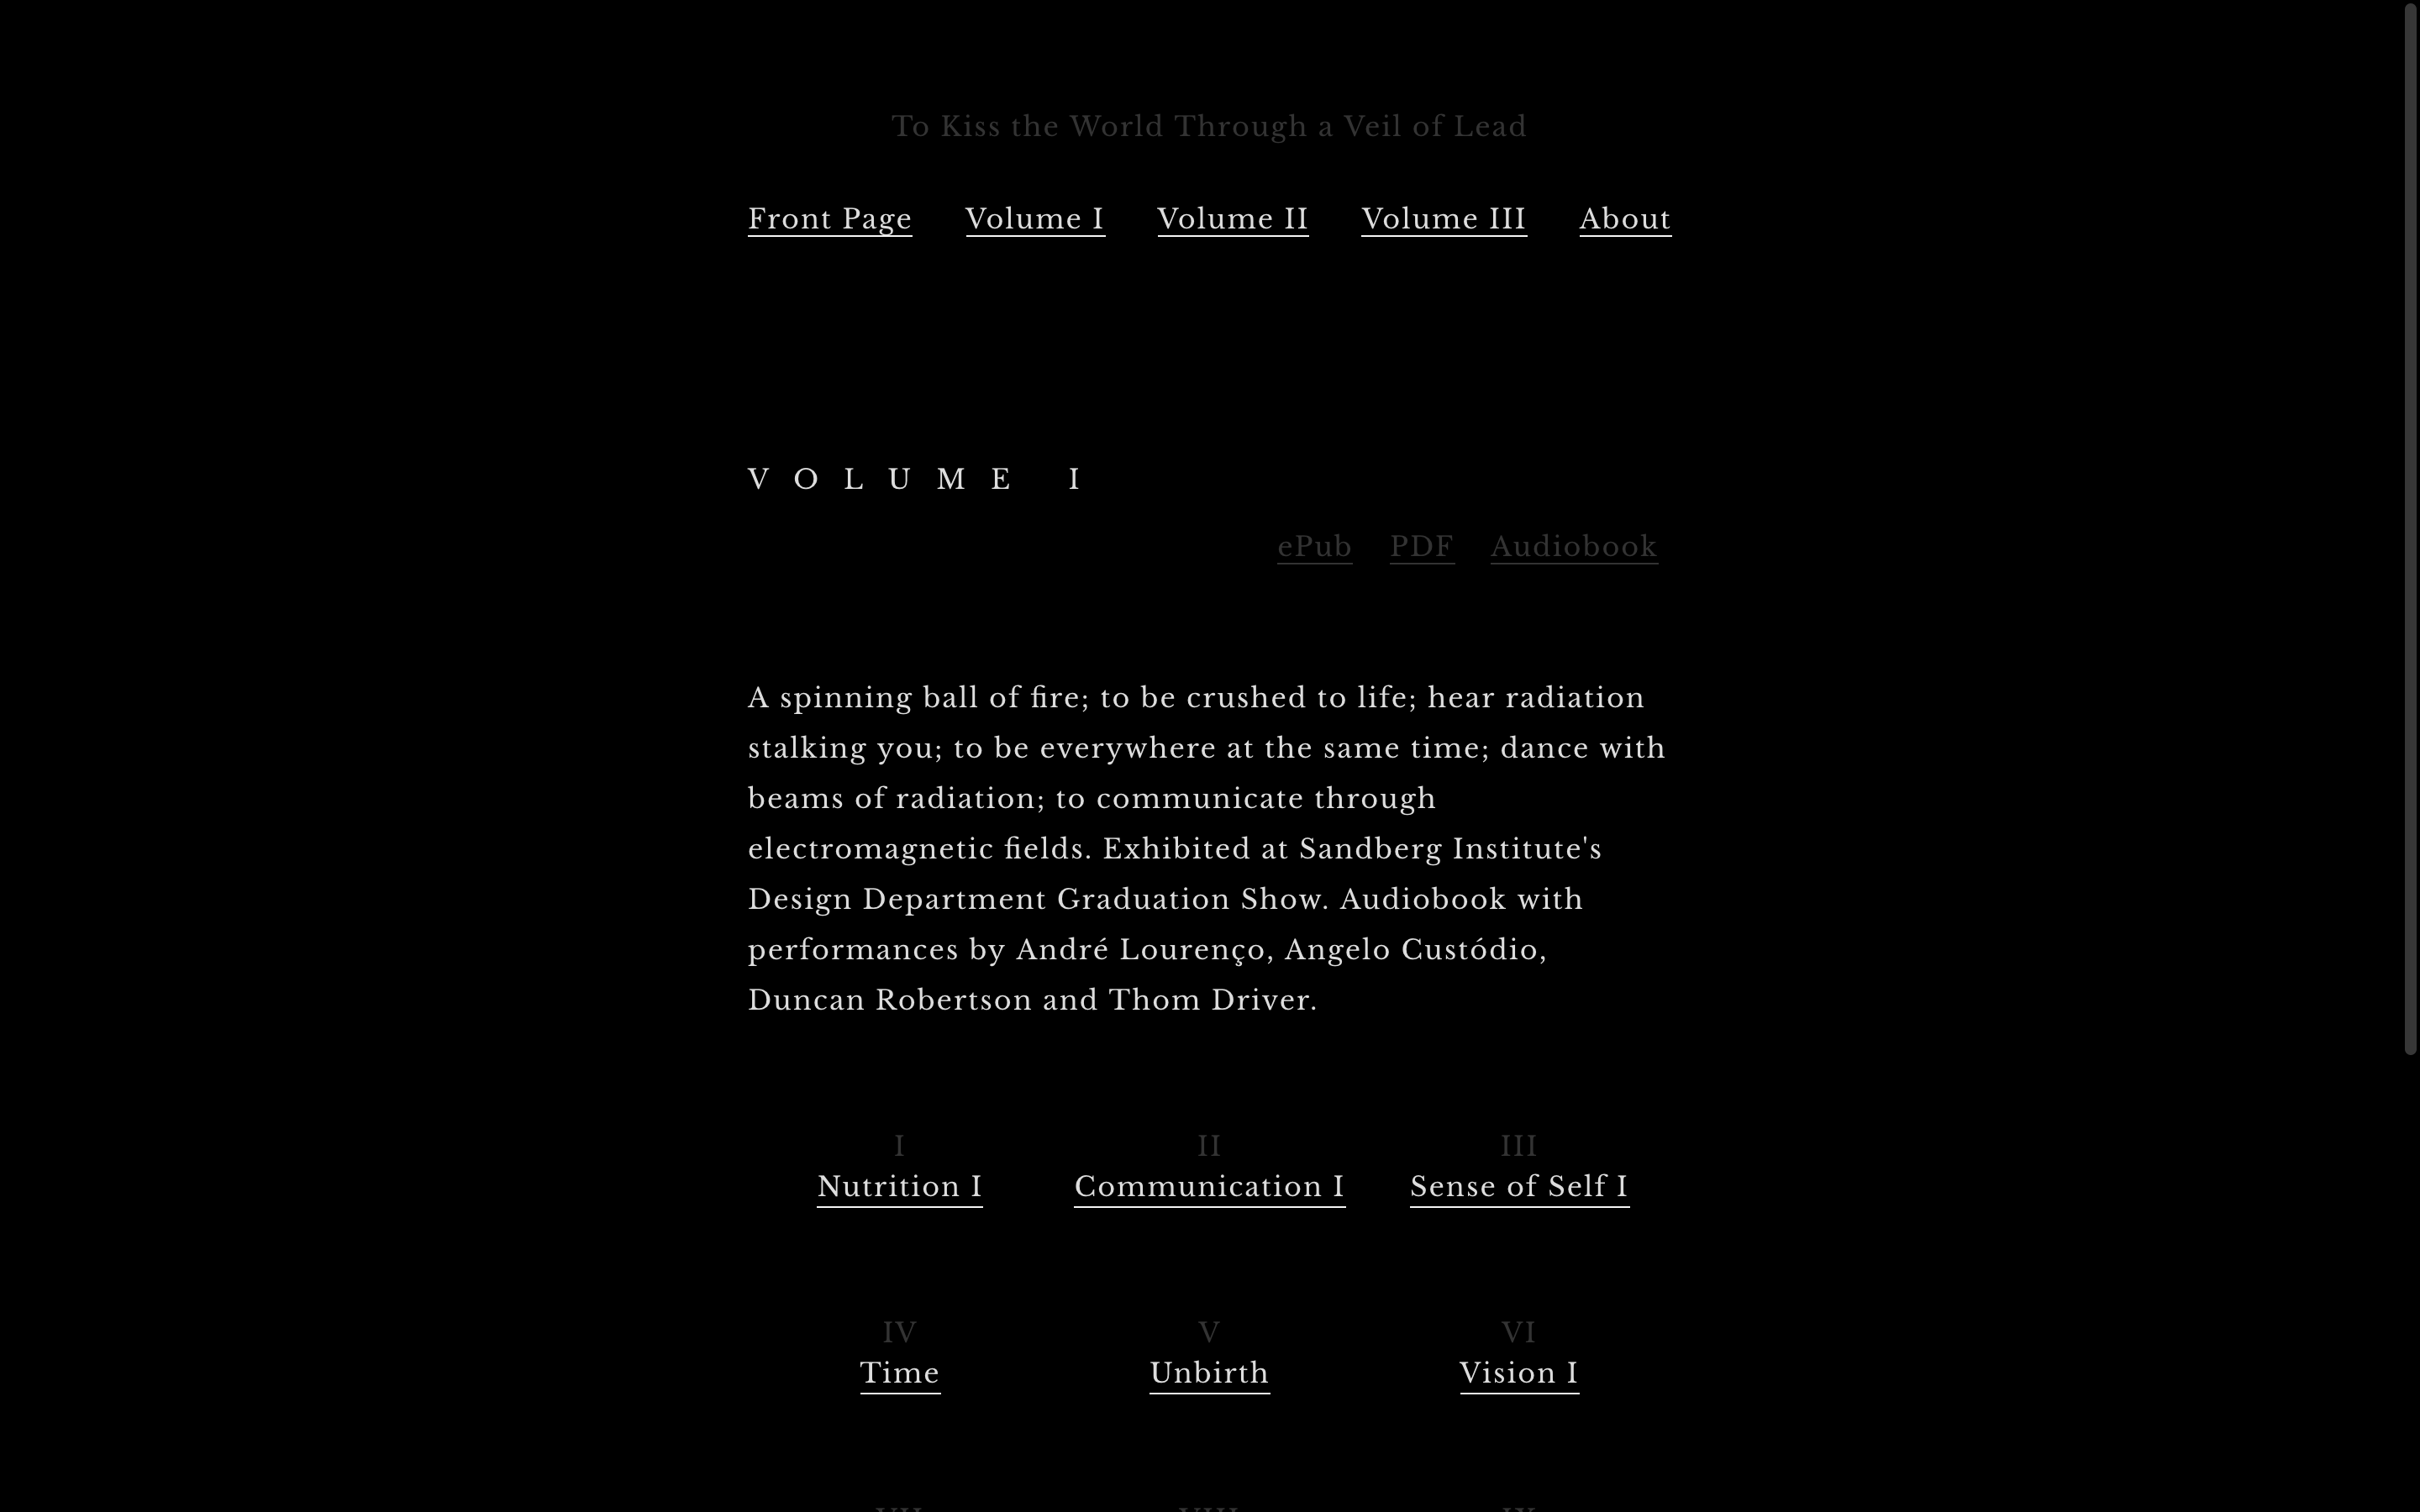 To Kiss the World Through a Veil of Lead
Front Page Volume I Volume II Volume III About
VOLUME I
ePub PDF Audiobook
A spinning ball of fire; to be crushed to life; hear radiation
stalking you; to be everywhere at the same time; dance with
beams of radiation; to communicate through
electromagnetic fields. Exhibited at Sandberg Institute's
Design Department Graduation Show. Audiobook with
performances by André Lourenço, Angelo Custódio,
Duncan Robertson and Thom Driver.
I II III
Nutrition I Communication I Sense of Self I
IV V VI
Time Unbirth Vision I